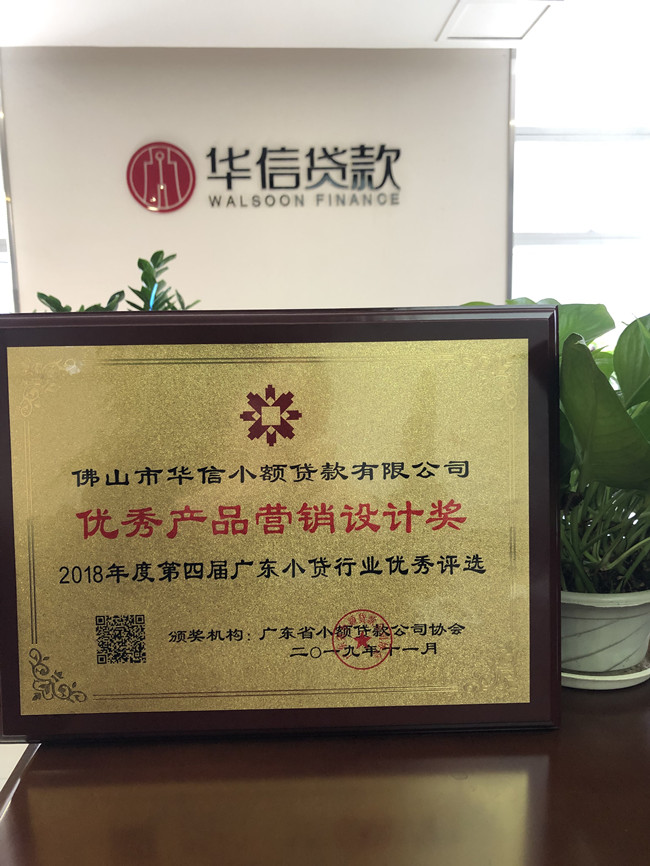 华信贷款
WALSOON FINANCE
佛山市华信小额贷款有限公司
优秀产品营销设计奖
2018年度第四届广东小贷行业优秀评选
颁奖机构：广东省小额贷款公司协会
二〇一九年十一月